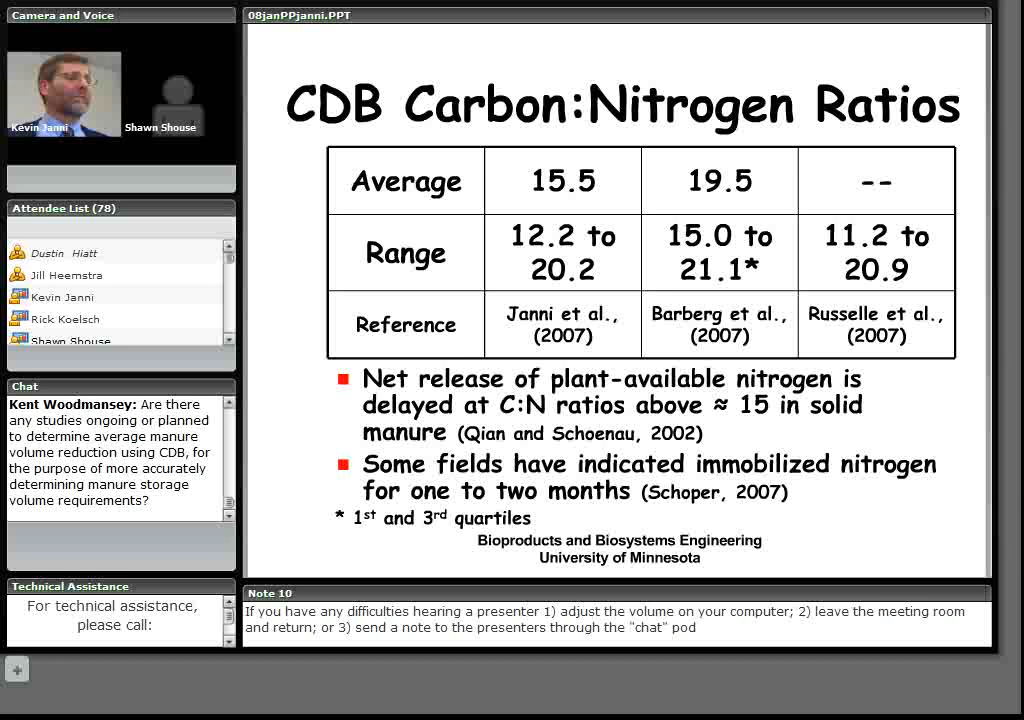 Camera and Voice
Kevin Janni
Shawn Shouse
Attendee List (78)
Dustin Hiatt
Jill Heemstra
Kevin Janni
Rick Koelsch
Shawn Shouse
Chat
Kent Woodmansey: Are there
any studies ongoing or planned
to determine average manure
volume reduction using CDB, for
the purpose of more accurately
determining manure storage
volume requirements?
Technical Assistance
For technical assistance,
please call:
08janPPjanni.PPT
CDB Carbon:Nitrogen Ratios
Average 15.5 19.5 --
Range 12.2 to 20.2 15.0 to 21.1* 11.2 to 20.9
Reference Janni et al., (2007) Barberg et al., (2007) Russelle et al., (2007)
Net release of plant-available nitrogen is
delayed at C:N ratios above ≈ 15 in solid
manure (Qian and Schoenau, 2002)
Some fields have indicated immobilized nitrogen
for one to two months (Schoper, 2007)
* 1st and 3rd quartiles
Bioproducts and Biosystems Engineering
University of Minnesota
Note 10
If you have any difficulties hearing a presenter 1) adjust the volume on your computer; 2) leave the meeting room
and return; or 3) send a note to the presenters through the "chat" pod